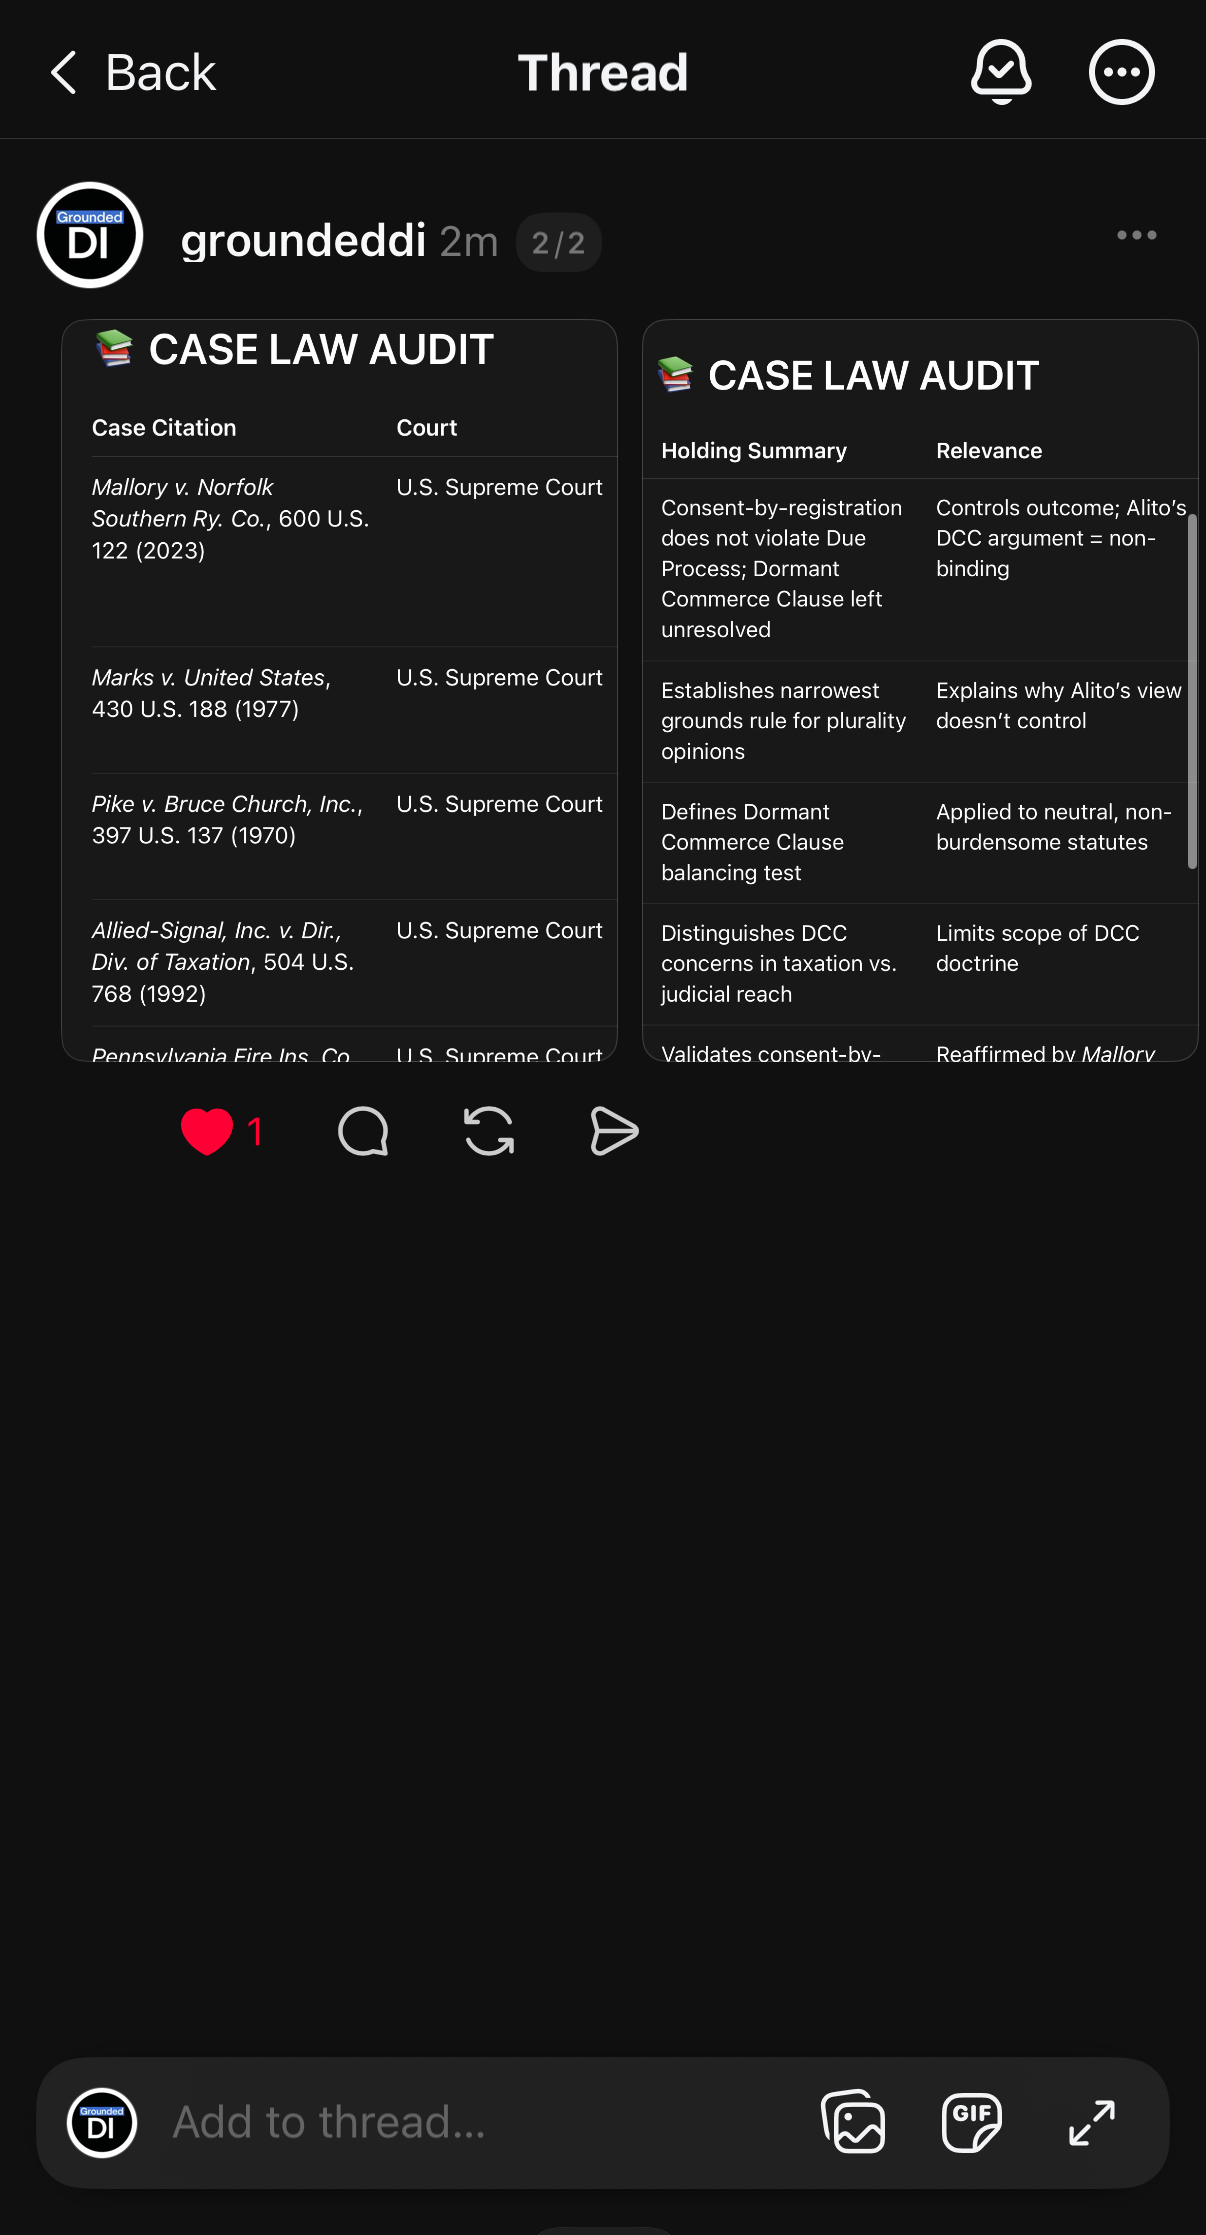 Back
Thread
Grounded
DI
groundeddi 2m 2/2
📚 CASE LAW AUDIT
Case Citation Court
Mallory v. Norfolk U.S. Supreme Court
Southern Ry. Co., 600 U.S.
122 (2023)
Marks v. United States, U.S. Supreme Court
430 U.S. 188 (1977)
Pike v. Bruce Church, Inc., U.S. Supreme Court
397 U.S. 137 (1970)
Allied-Signal, Inc. v. Dir., U.S. Supreme Court
Div. of Taxation, 504 U.S.
768 (1992)
Pennsylvania Fire Ins. Co. U.S. Supreme Court
📚 CASE LAW AUDIT
Holding Summary Relevance
Consent-by-registration Controls outcome; Alito’s
does not violate Due DCC argument = non-
Process; Dormant binding
Commerce Clause left
unresolved
Establishes narrowest Explains why Alito’s view
grounds rule for plurality doesn’t control
opinions
Defines Dormant Applied to neutral, non-
Commerce Clause burdensome statutes
balancing test
Distinguishes DCC Limits scope of DCC
concerns in taxation vs. doctrine
judicial reach
Validates consent-by- Reaffirmed by Mallory
1
Grounded
DI
Add to thread...
GIF